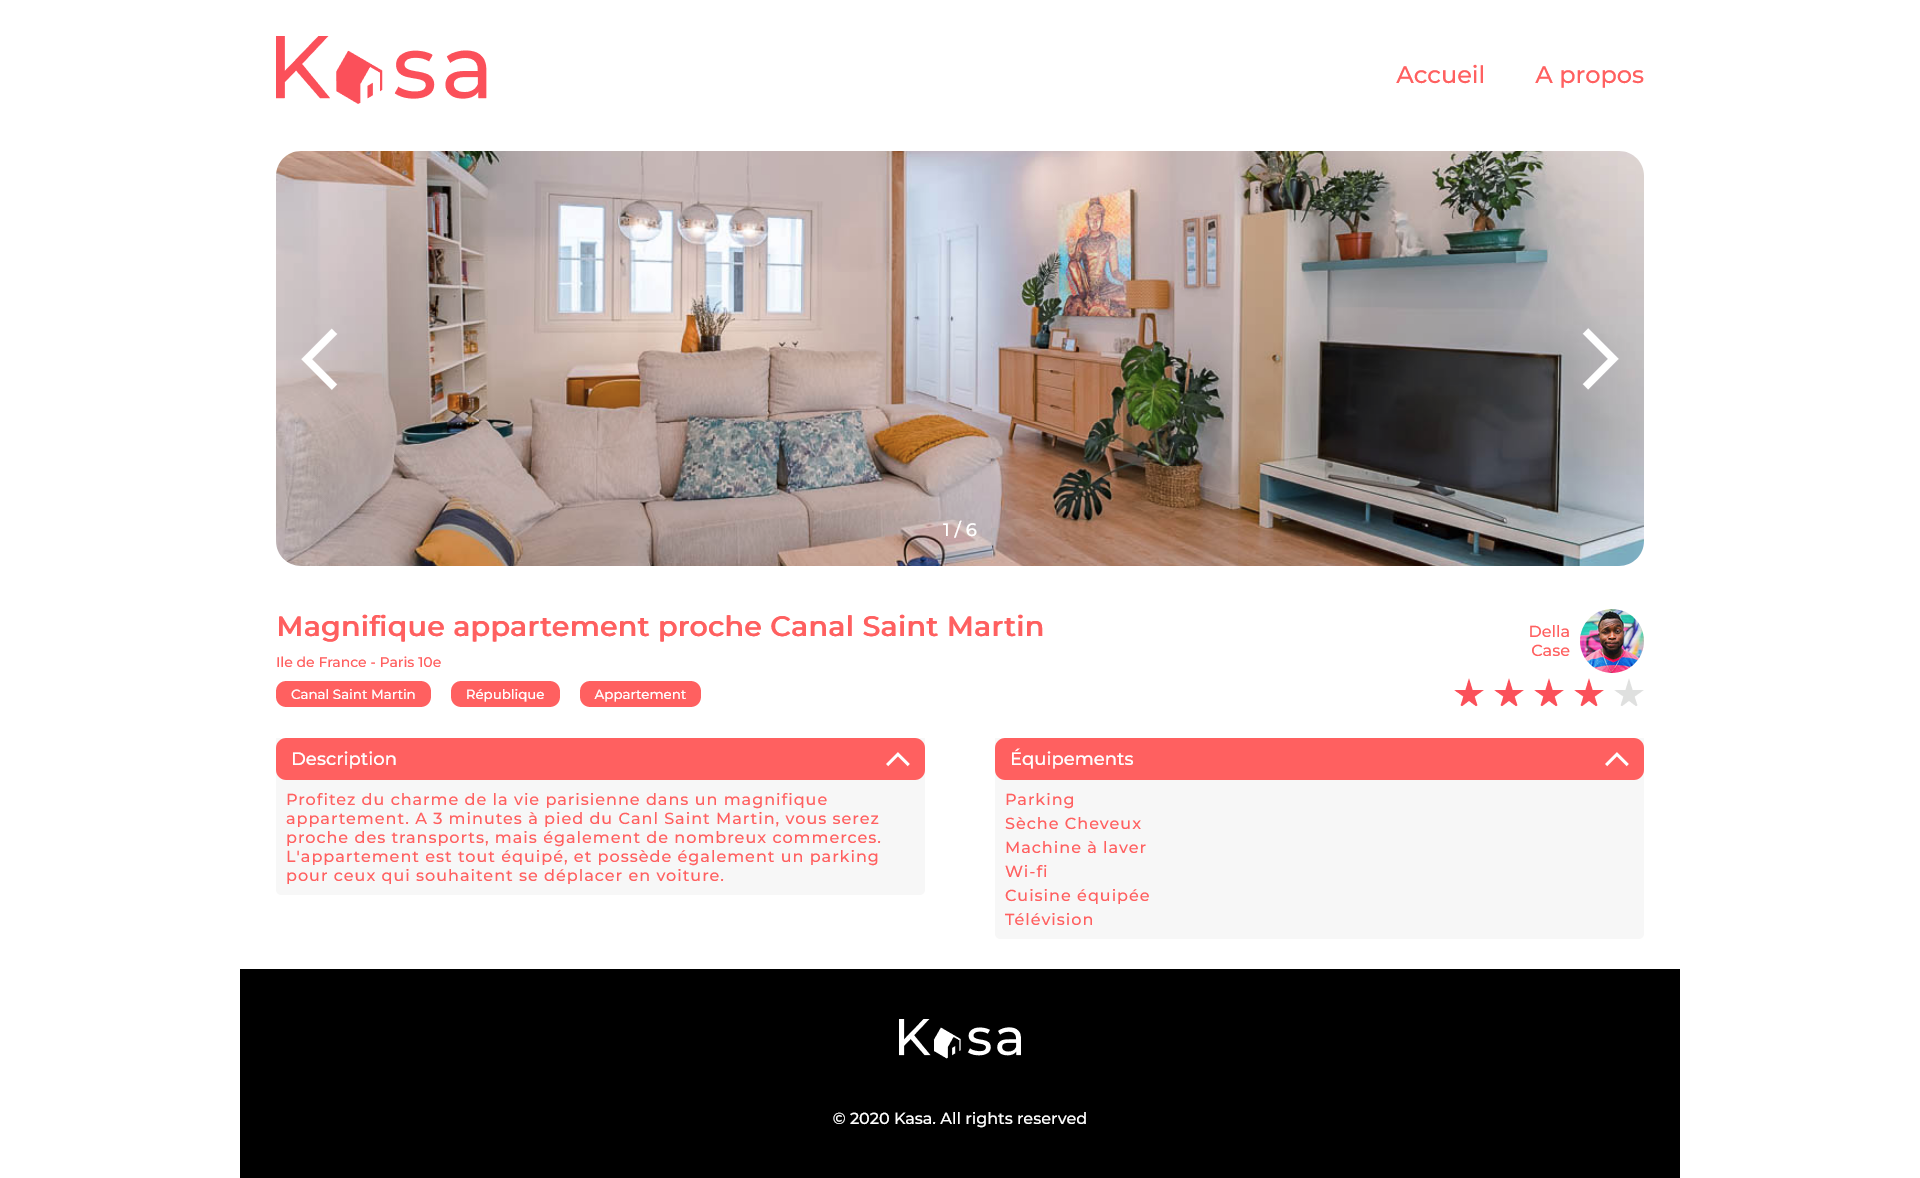 Kasa
Accueil
A propos
1 / 6
Magnifique appartement proche Canal Saint Martin
Ile de France - Paris 10e
Canal Saint Martin
République
Appartement
Della
Case
Description
Profitez du charme de la vie parisienne dans un magnifique
appartement. A 3 minutes à pied du Canl Saint Martin, vous serez
proche des transports, mais également de nombreux commerces.
L'appartement est tout équipé, et possède également un parking
pour ceux qui souhaitent se déplacer en voiture.
Équipements
Parking
Sèche Cheveux
Machine à laver
Wi-fi
Cuisine équipée
Télévision
Kasa
© 2020 Kasa. All rights reserved